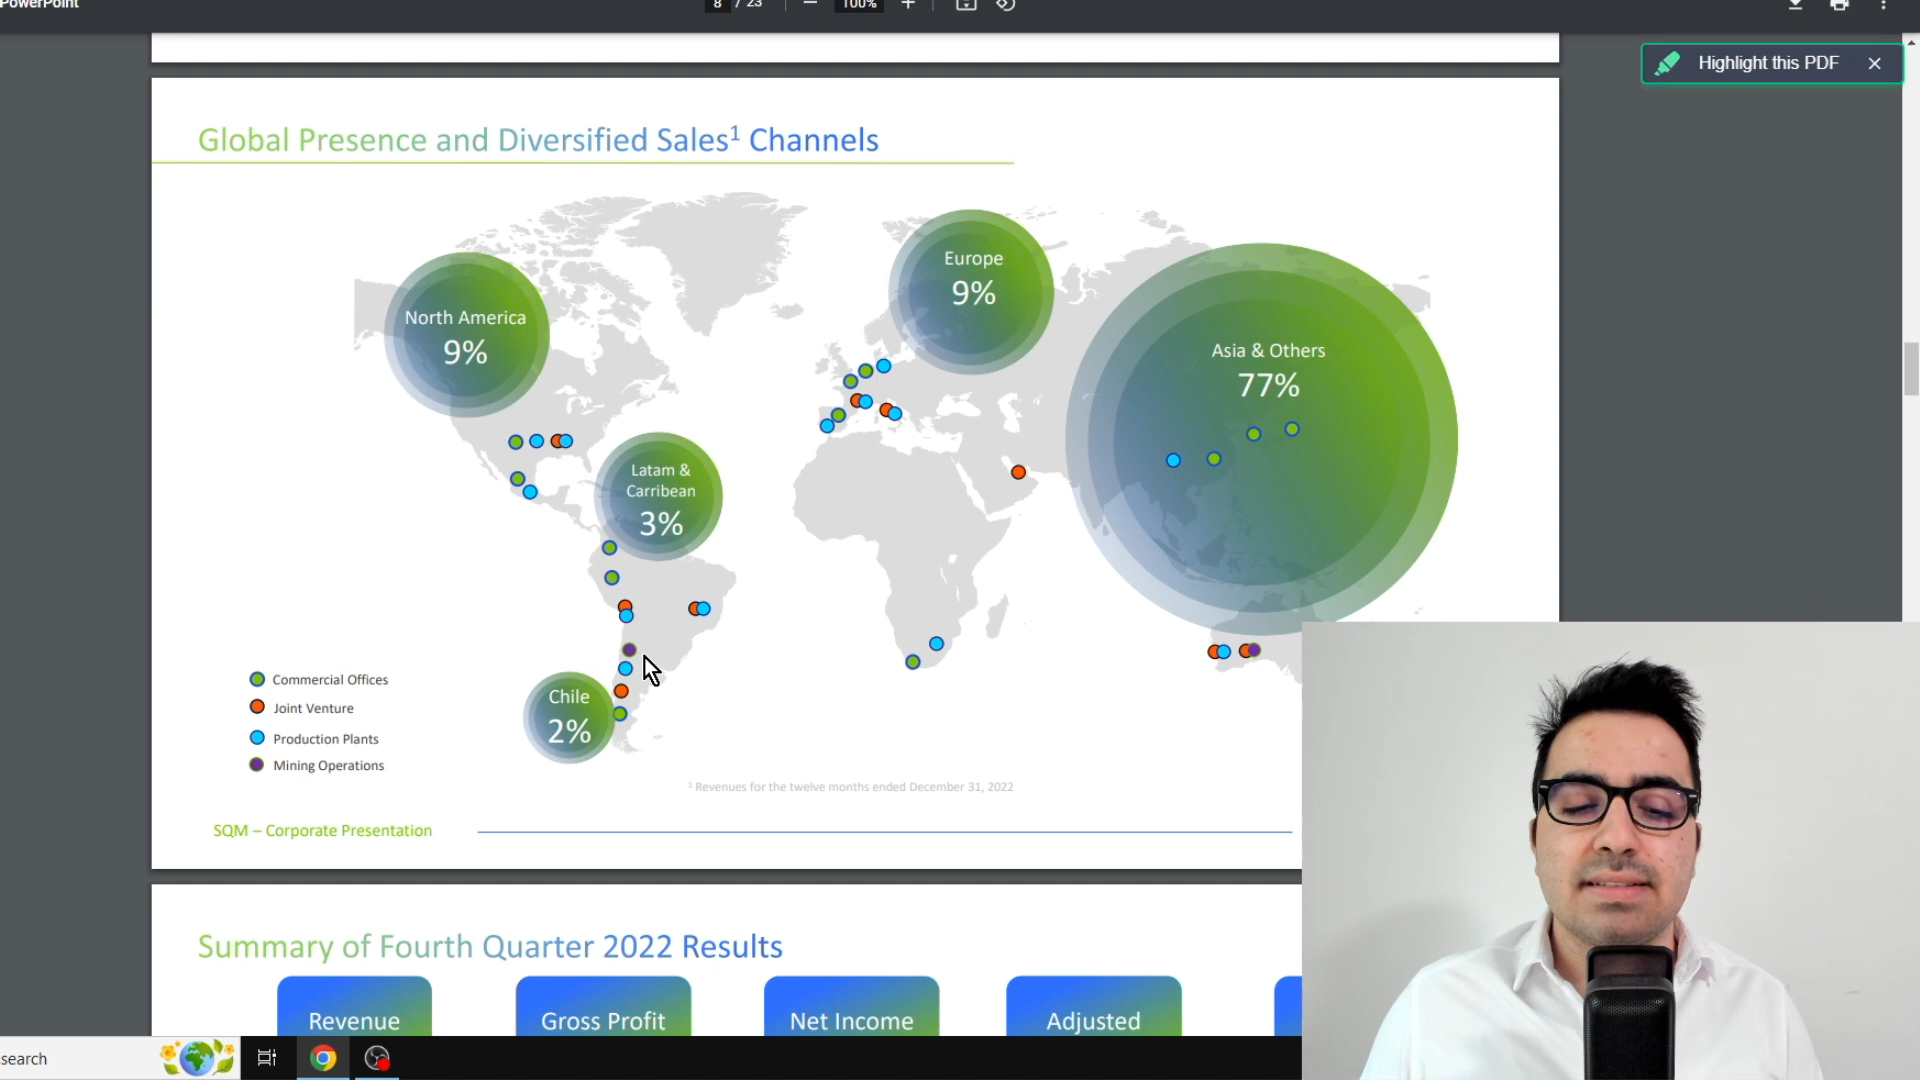 PowerPoint
8 / 23
100%
Highlight this PDF
Global Presence and Diversified Sales¹ Channels
North America
9%
Europe
9%
Asia & Others
77%
Latam &
Carribean
3%
Chile
2%
Commercial Offices
Joint Venture
Production Plants
Mining Operations
¹ Revenues for the twelve months ended December 31, 2022
SQM – Corporate Presentation
Summary of Fourth Quarter 2022 Results
Revenue
Gross Profit
Net Income
Adjusted
search